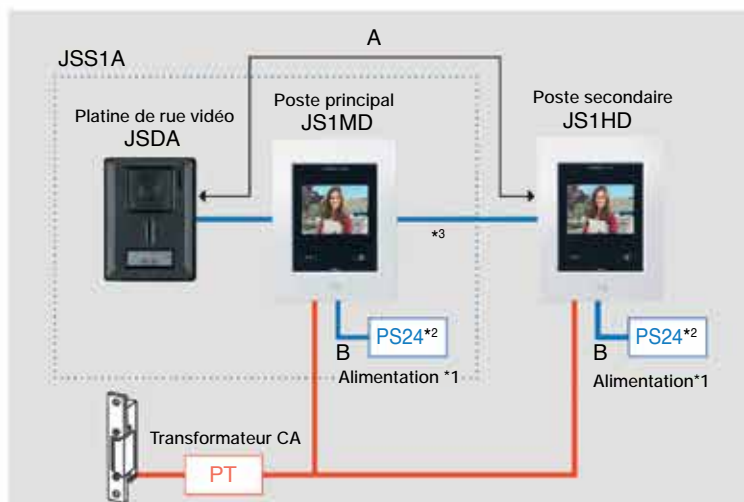 A
JSS1A
Platine de rue vidéo
JSDA
Poste principal
JS1MD
Poste secondaire
JS1HD
*3
B
PS24*2
Alimentation *1
B
PS24*2
Alimentation*1
Transformateur CA
PT